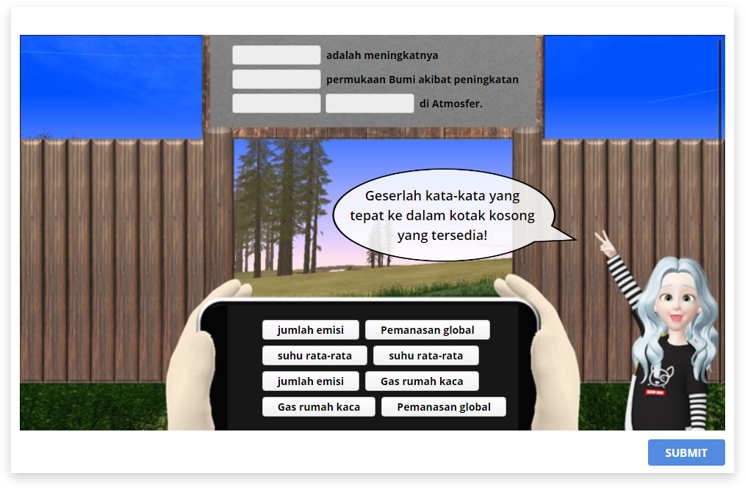 adalah meningkatnya
permukaan Bumi akibat peningkatan
di Atmosfer.
Geserlah kata-kata yang
tepat ke dalam kotak kosong
yang tersedia!
jumlah emisi Pemanasan global
suhu rata-rata suhu rata-rata
jumlah emisi Gas rumah kaca
Gas rumah kaca Pemanasan global
SUBMIT